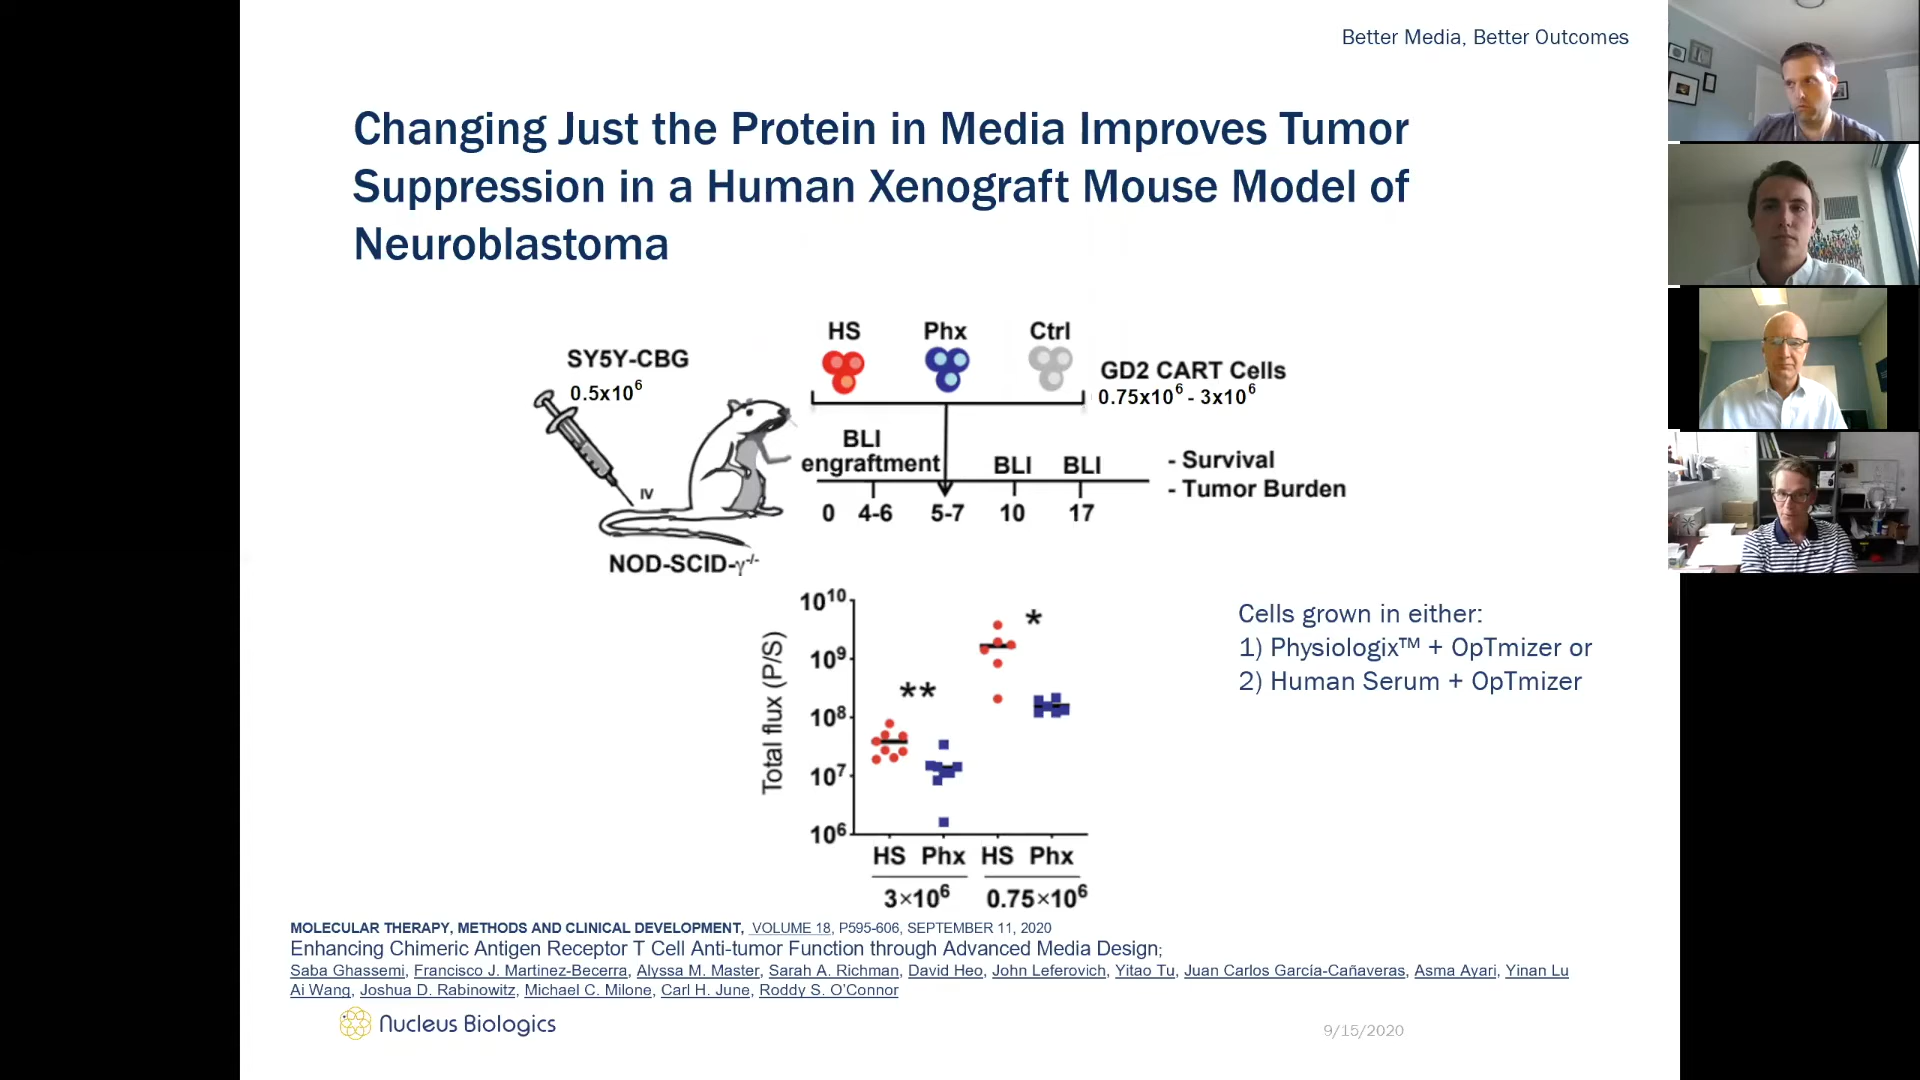 Better Media, Better Outcomes
Changing Just the Protein in Media Improves Tumor
Suppression in a Human Xenograft Mouse Model of
Neuroblastoma
HS Phx Ctrl
SY5Y-CBG
0.5x10⁶
GD2 CART Cells
0.75x10⁶ - 3x10⁶
BLI
engraftment BLI BLI
- Survival
- Tumor Burden
IV
0 4-6 5-7 10 17
NOD-SCID-γ⁻/⁻
Total flux (P/S)
10¹⁰
10⁹
10⁸
10⁷
10⁶
*
**
HS Phx HS Phx
3×10⁶ 0.75×10⁶
Cells grown in either:
1) Physiologix™ + OpTmizer or
2) Human Serum + OpTmizer
MOLECULAR THERAPY, METHODS AND CLINICAL DEVELOPMENT, VOLUME 18, P595-606, SEPTEMBER 11, 2020
Enhancing Chimeric Antigen Receptor T Cell Anti-tumor Function through Advanced Media Design;
Saba Ghassemi, Francisco J. Martinez-Becerra, Alyssa M. Master, Sarah A. Richman, David Heo, John Leferovich, Yitao Tu, Juan Carlos García-Cañaveras, Asma Ayari, Yinan Lu
Ai Wang, Joshua D. Rabinowitz, Michael C. Milone, Carl H. June, Roddy S. O'Connor
Nucleus Biologics
9/15/2020